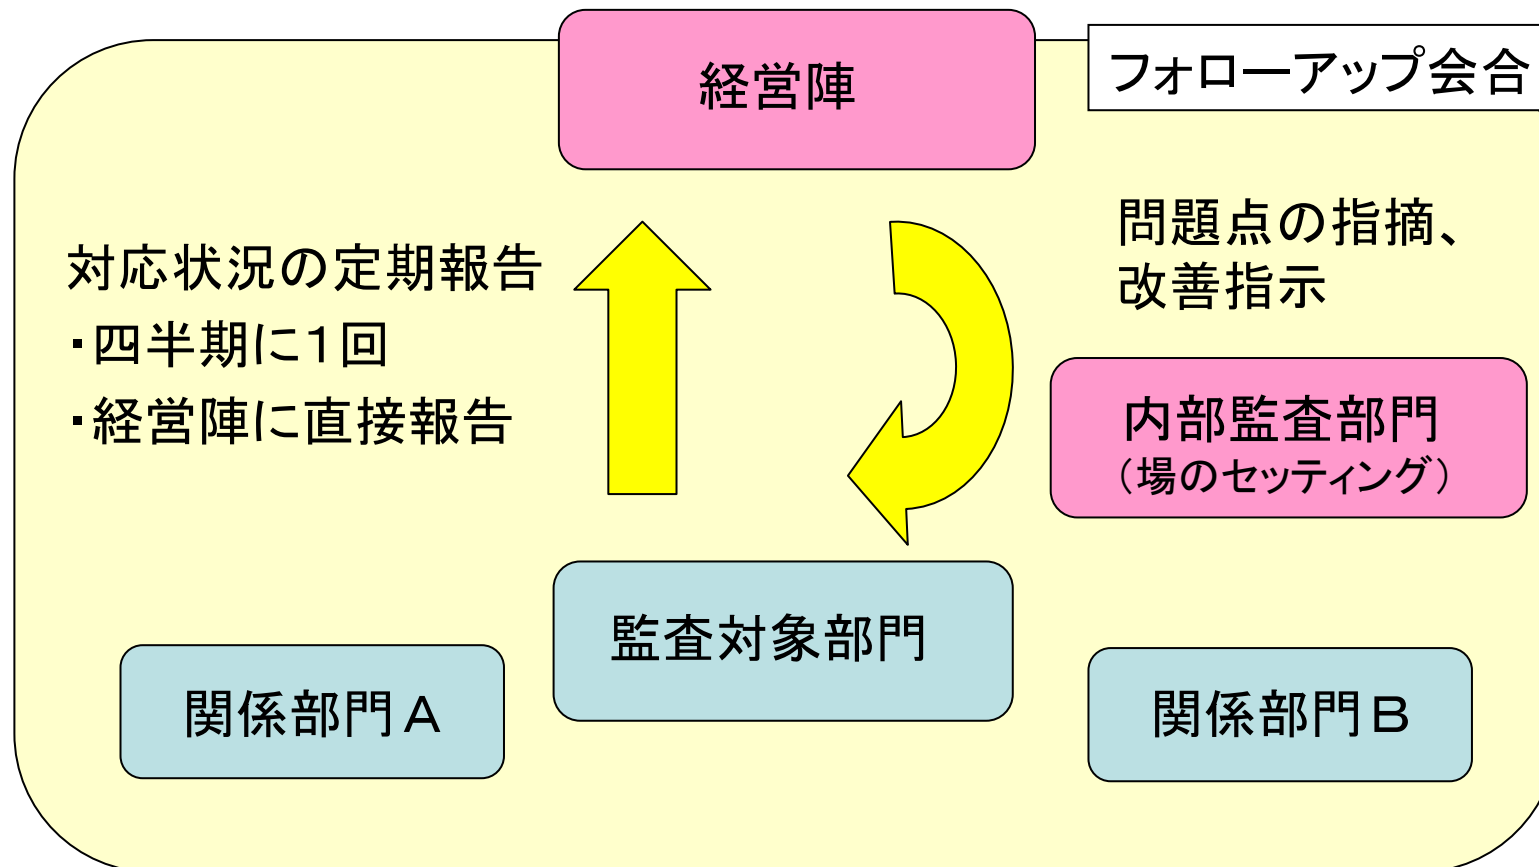 経営陣
フォローアップ会合
対応状況の定期報告
・四半期に１回
・経営陣に直接報告
問題点の指摘、
改善指示
内部監査部門
（場のセッティング）
監査対象部門
関係部門Ａ
関係部門Ｂ